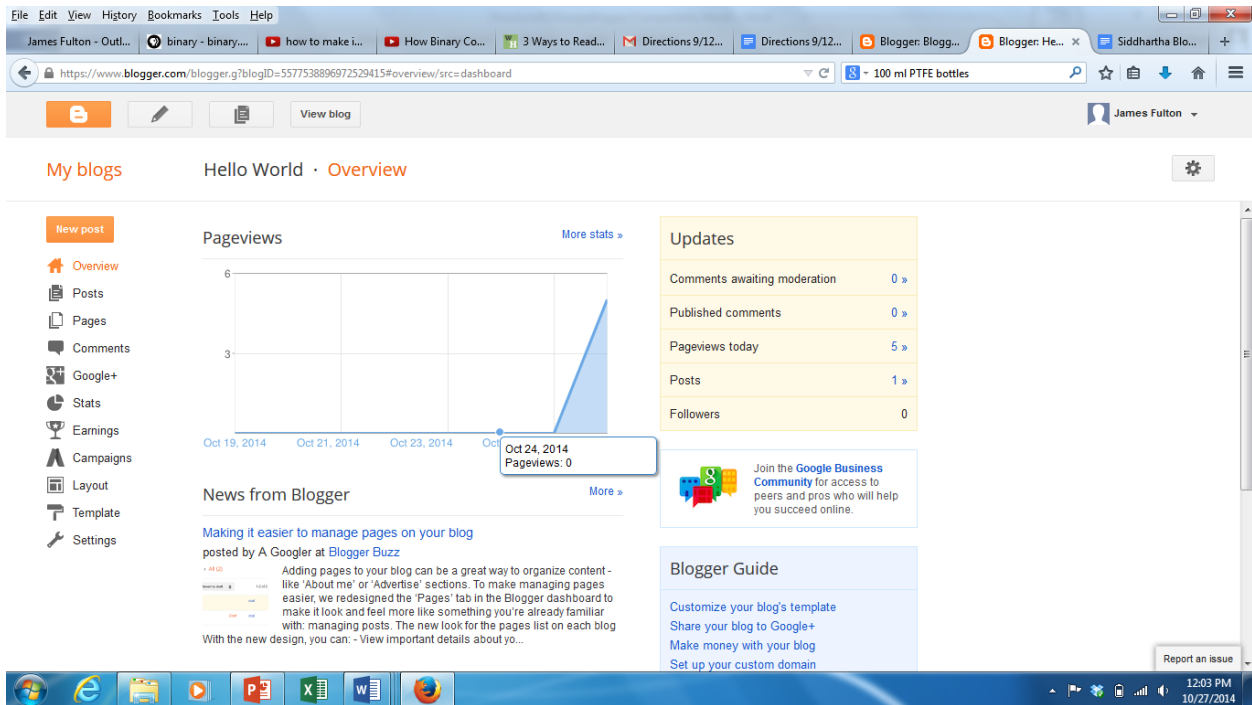 File Edit View History Bookmarks Tools Help
James Fulton - Outl... binary - binary.... how to make i... How Binary Co... 3 Ways to Read... Directions 9/12... Directions 9/12... Blogger: Blogg... Blogger: He... × Siddhartha Blo... +
https://www.blogger.com/blogger.g?blogID=5577538896972529415#overview/src=dashboard 100 ml PTFE bottles
View blog James Fulton
My blogs Hello World · Overview
New post
Overview
Posts
Pages
Comments
Google+
Stats
Earnings
Campaigns
Layout
Template
Settings
Pageviews More stats »
6
3
Oct 19, 2014 Oct 21, 2014 Oct 23, 2014 Oct
Oct 24, 2014
Pageviews: 0
News from Blogger More »
Making it easier to manage pages on your blog
posted by A Googler at Blogger Buzz
Adding pages to your blog can be a great way to organize content -
like 'About me' or 'Advertise' sections. To make managing pages
easier, we redesigned the 'Pages' tab in the Blogger dashboard to
make it look and feel more like something you're already familiar
with: managing posts. The new look for the pages list on each blog
With the new design, you can: - View important details about yo...
Updates
Comments awaiting moderation 0 »
Published comments 0 »
Pageviews today 5 »
Posts 1 »
Followers 0
Join the Google Business
Community for access to
peers and pros who will help
you succeed online.
Blogger Guide
Customize your blog's template
Share your blog to Google+
Make money with your blog
Set up your custom domain
Report an issue
12:03 PM
10/27/2014